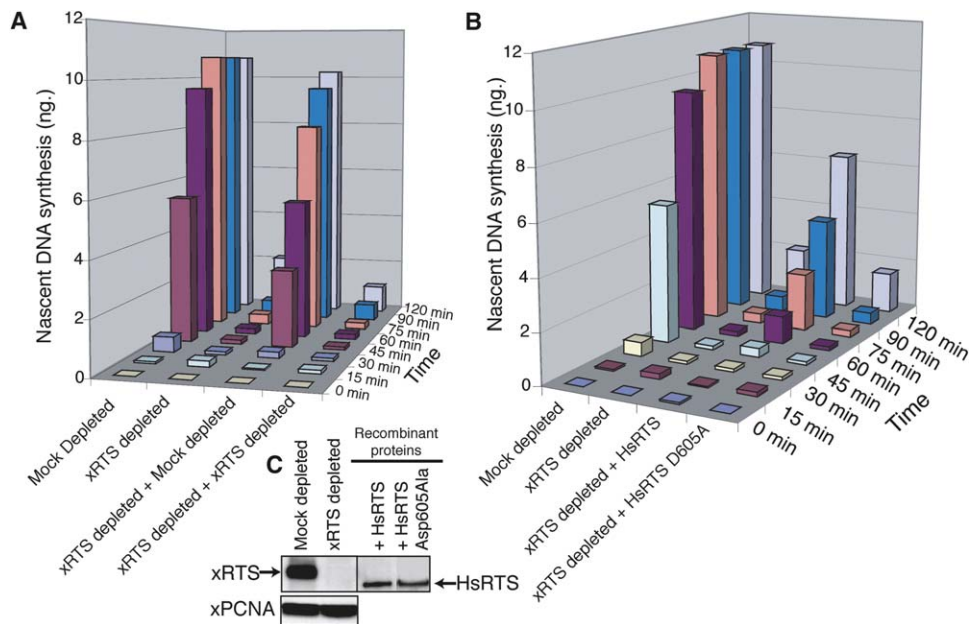 A
Nascent DNA synthesis (ng.)
12
10
8
6
4
2
0
Mock Depleted
xRTS depleted
xRTS depleted + Mock depleted
xRTS depleted + xRTS depleted
0 min
15 min
30 min
45 min
60 min
75 min
90 min
120 min
Time
B
Nascent DNA synthesis (ng.)
12
10
8
6
4
2
0
Mock depleted
xRTS depleted
xRTS depleted + HsRTS
xRTS depleted + HsRTS D605A
0 min
15 min
30 min
45 min
60 min
75 min
90 min
120 min
Time
C
Recombinant
proteins
Mock depleted
xRTS depleted
+ HsRTS
+ HsRTS
Asp605Ala
xRTS
HsRTS
xPCNA